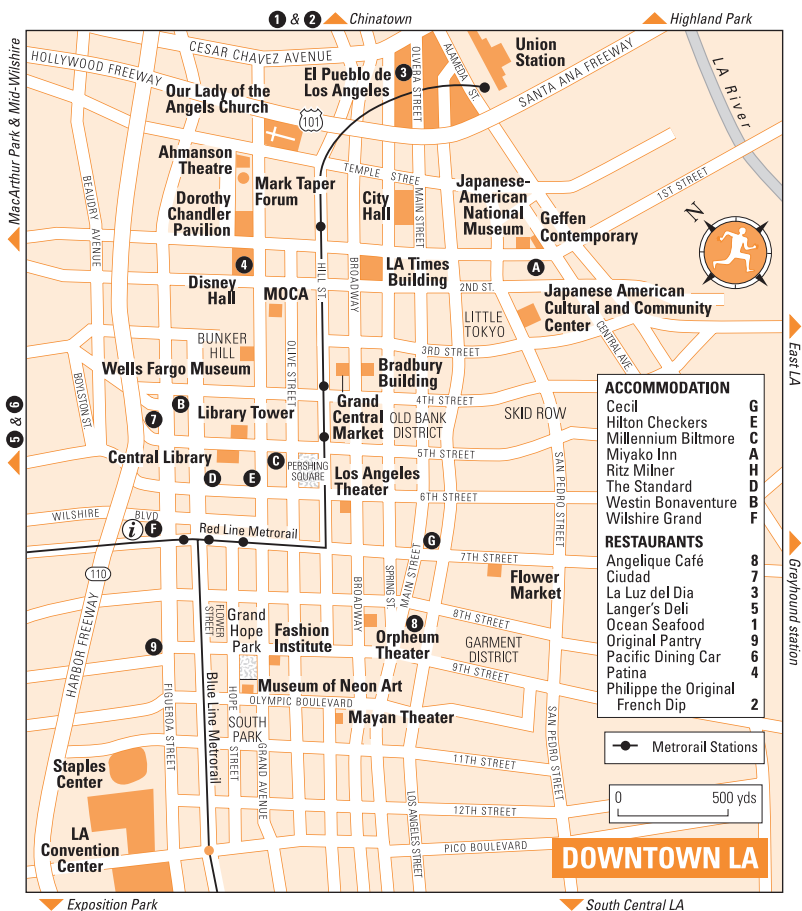 1 & 2 Chinatown
Highland Park
MacArthur Park & Mid-Wilshire
5 & 6
East LA
Greyhound station
Exposition Park
South Central LA
CESAR CHAVEZ AVENUE
HOLLYWOOD FREEWAY
Our Lady of the
Angels Church
El Pueblo de
Los Angeles
3
OLVERA STREET
ALAMEDA ST.
Union
Station
SANTA ANA FREEWAY
LA River
101
BEAUDRY AVENUE
Ahmanson
Theatre
Mark Taper
Forum
Dorothy
Chandler
Pavilion
TEMPLE STREE
City
Hall
MAIN STREET
Japanese-
American
National
Museum
Geffen
Contemporary
1ST STREET
N
4
Disney
Hall
HILL ST.
BROADWAY
LA Times
Building
A
2ND ST.
MOCA
LITTLE
TOKYO
Japanese American
Cultural and Community
Center
CENTRAL AVE
BUNKER
HILL
OLIVE STREET
3RD STREET
Wells Fargo Museum
Bradbury
Building
BOYLSTON ST.
B
7
Grand
Central
Market
4TH STREET
OLD BANK
DISTRICT
SKID ROW
Library Tower
Central Library
C
PERSHING
SQUARE
D
E
5TH STREET
Los Angeles
Theater
SAN PEDRO STREET
6TH STREET
WILSHIRE
BLVD
i
F
Red Line Metrorail
G
7TH STREET
110
HARBOR FREEWAY
FLOWER
STREET
Grand
Hope
Park
BROADWAY
SPRING ST.
MAIN STREET
Flower
Market
8
8TH STREET
Orpheum
Theater
GARMENT
DISTRICT
9
Fashion
Institute
9TH STREET
Museum of Neon Art
OLYMPIC BOULEVARD
FIGUEROA STREET
Blue Line Metrorail
HOPE
STREET
SOUTH
PARK
GRAND AVENUE
Mayan Theater
SAN PEDRO STREET
11TH STREET
Staples
Center
LOS ANGELES STREET
12TH STREET
LA
Convention
Center
PICO BOULEVARD
ACCOMMODATION
Cecil G
Hilton Checkers E
Millennium Biltmore C
Miyako Inn A
Ritz Milner H
The Standard D
Westin Bonaventure B
Wilshire Grand F
RESTAURANTS
Angelique Café 8
Ciudad 7
La Luz del Dia 3
Langer's Deli 5
Ocean Seafood 1
Original Pantry 9
Pacific Dining Car 6
Patina 4
Philippe the Original
French Dip 2
Metrorail Stations
0 500 yds
DOWNTOWN LA